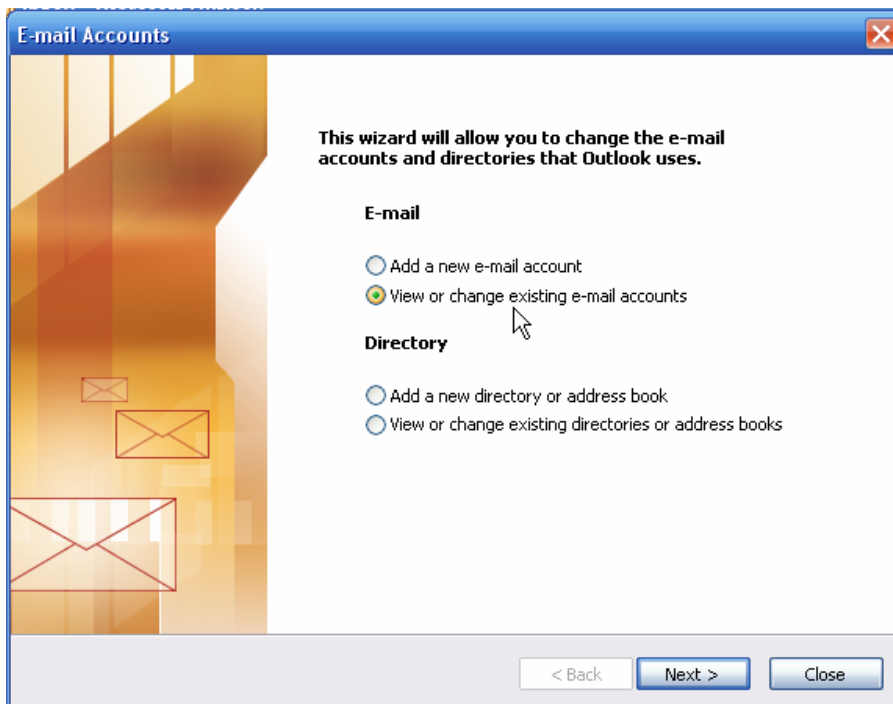 E-mail Accounts
This wizard will allow you to change the e-mail
accounts and directories that Outlook uses.
E-mail
Add a new e-mail account
View or change existing e-mail accounts
Directory
Add a new directory or address book
View or change existing directories or address books
< Back
Next >
Close